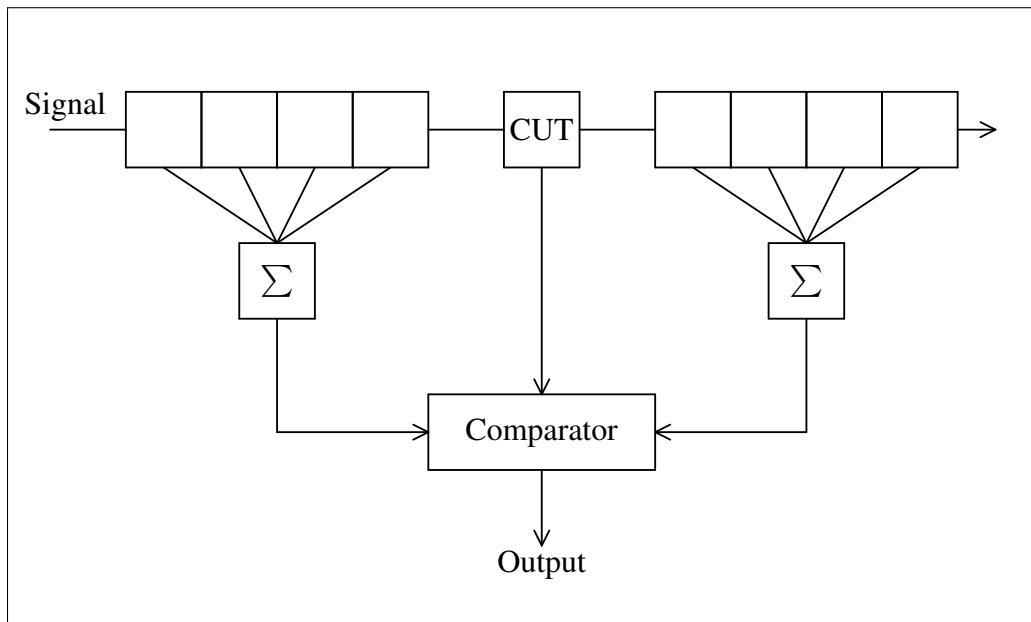 Signal
CUT
∑
∑
Comparator
Output